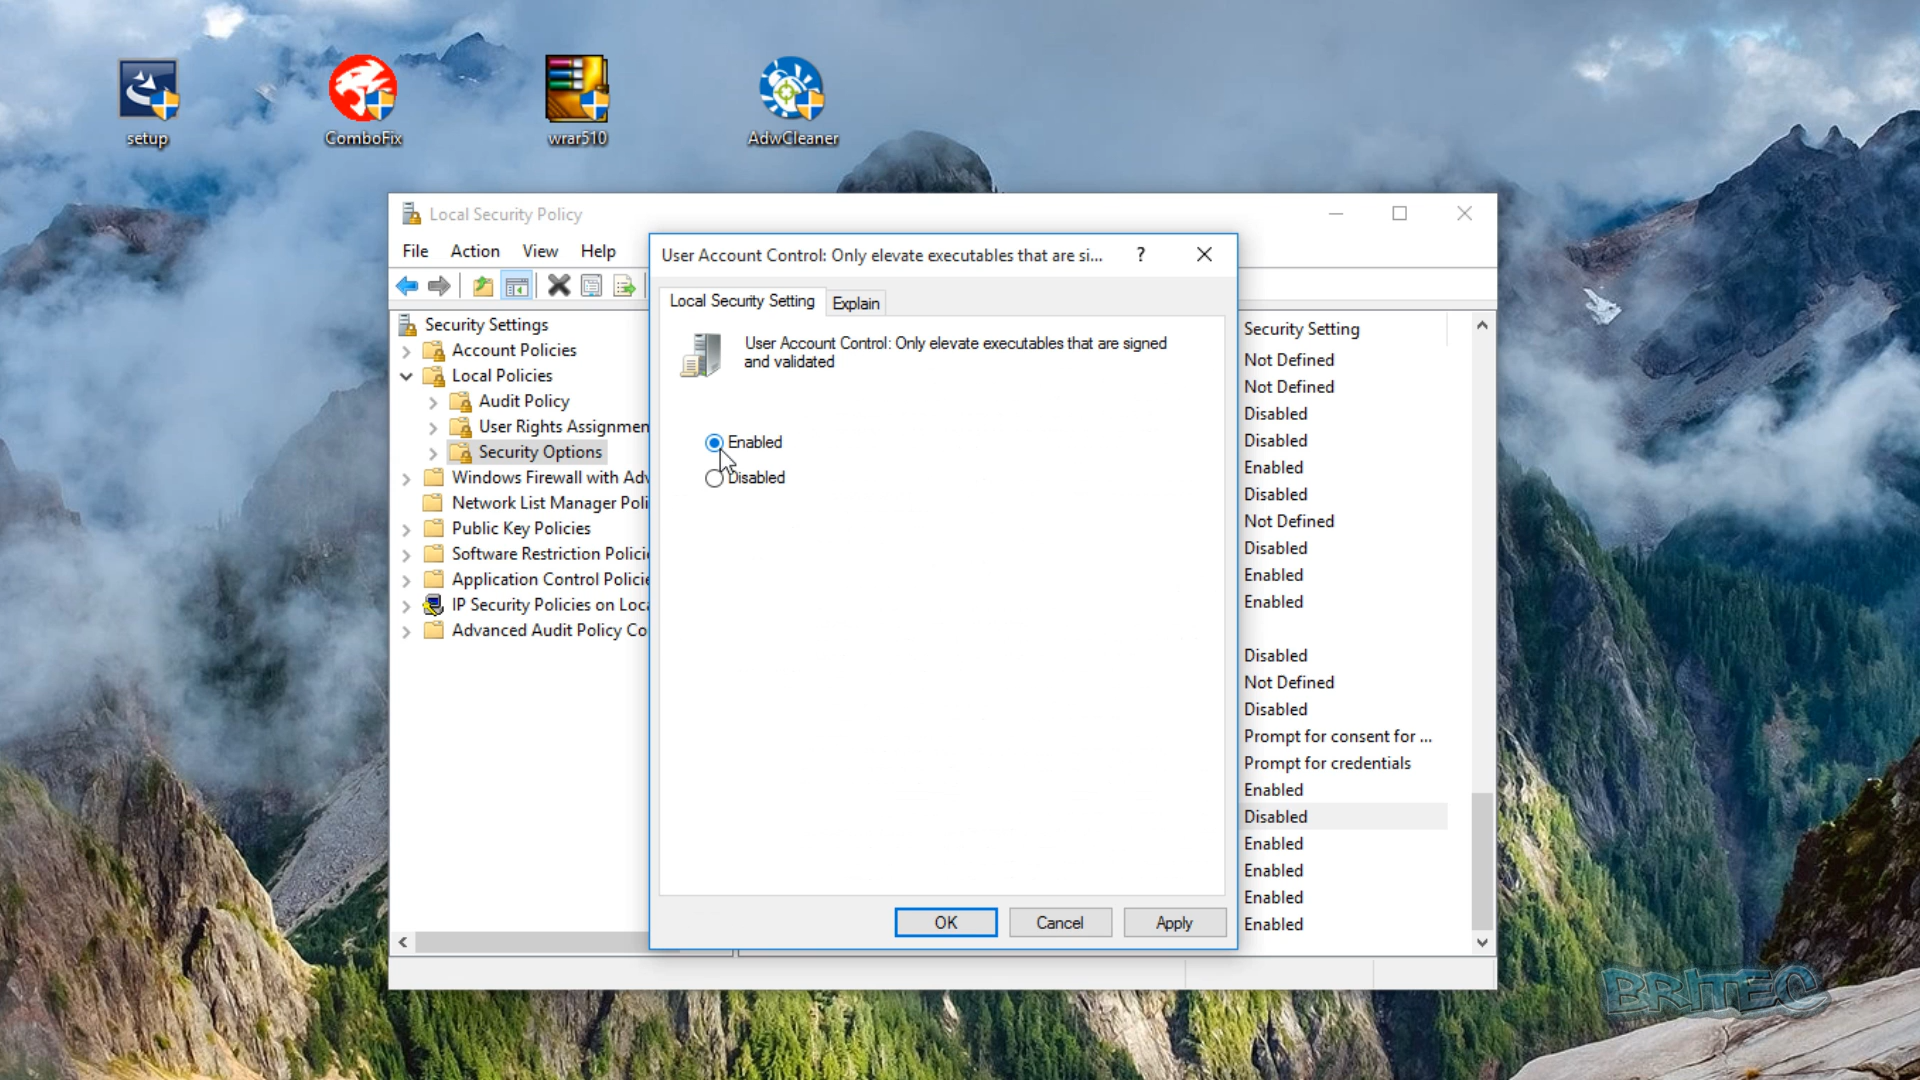 setup
ComboFix
wrar510
AdwCleaner
Local Security Policy
File Action View Help
User Account Control: Only elevate executables that are si...
?
Local Security Setting
Explain
User Account Control: Only elevate executables that are signed
and validated
Enabled
Disabled
OK
Cancel
Apply
Security Settings
Account Policies
Local Policies
Audit Policy
User Rights Assignmen
Security Options
Windows Firewall with Adv
Network List Manager Poli
Public Key Policies
Software Restriction Policie
Application Control Policie
IP Security Policies on Loca
Advanced Audit Policy Co
Security Setting
Not Defined
Not Defined
Disabled
Disabled
Enabled
Disabled
Not Defined
Disabled
Enabled
Enabled
Disabled
Not Defined
Disabled
Prompt for consent for ...
Prompt for credentials
Enabled
Disabled
Enabled
Enabled
Enabled
Enabled
BRITEC